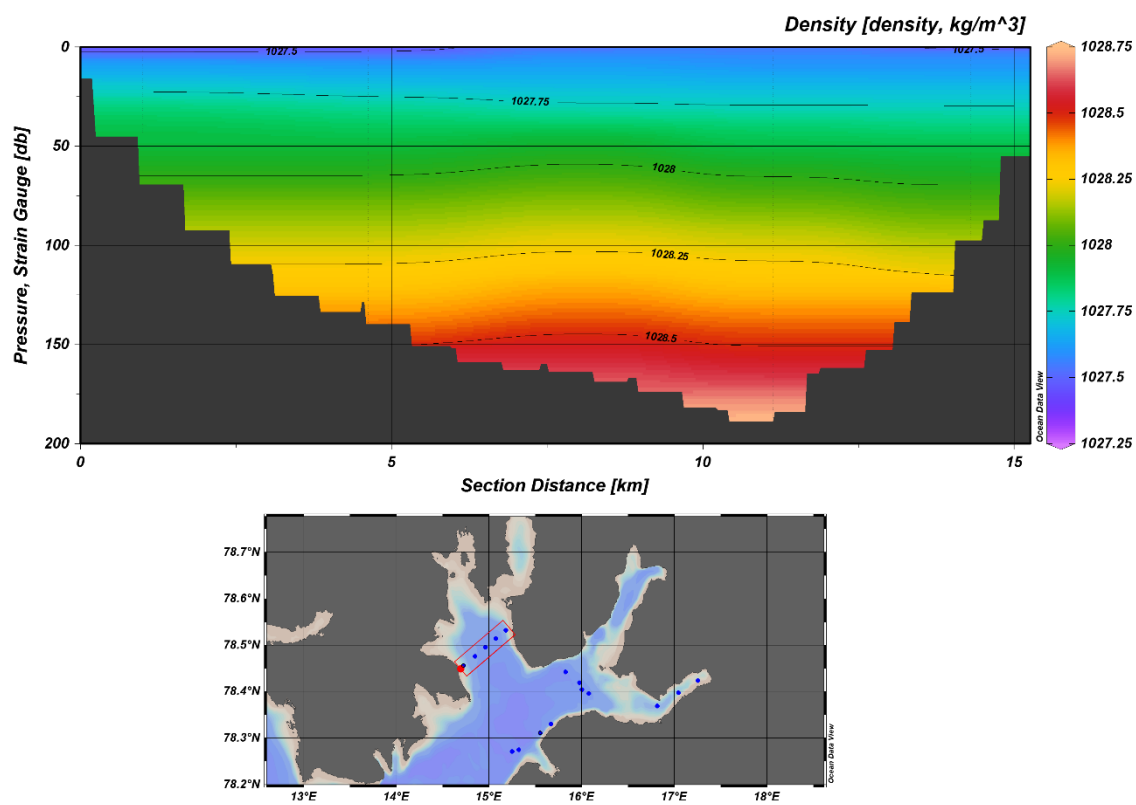 Density [density, kg/m^3]
0
50
100
150
200
Pressure, Strain Gauge [db]
1027.5
1027.5
1027.75
1028
1028.25
1028.5
0
5
10
15
Section Distance [km]
1028.75
1028.5
1028.25
1028
1027.75
1027.5
1027.25
Ocean Data View
78.7°N
78.6°N
78.5°N
78.4°N
78.3°N
78.2°N
13°E
14°E
15°E
16°E
17°E
18°E
Ocean Data View